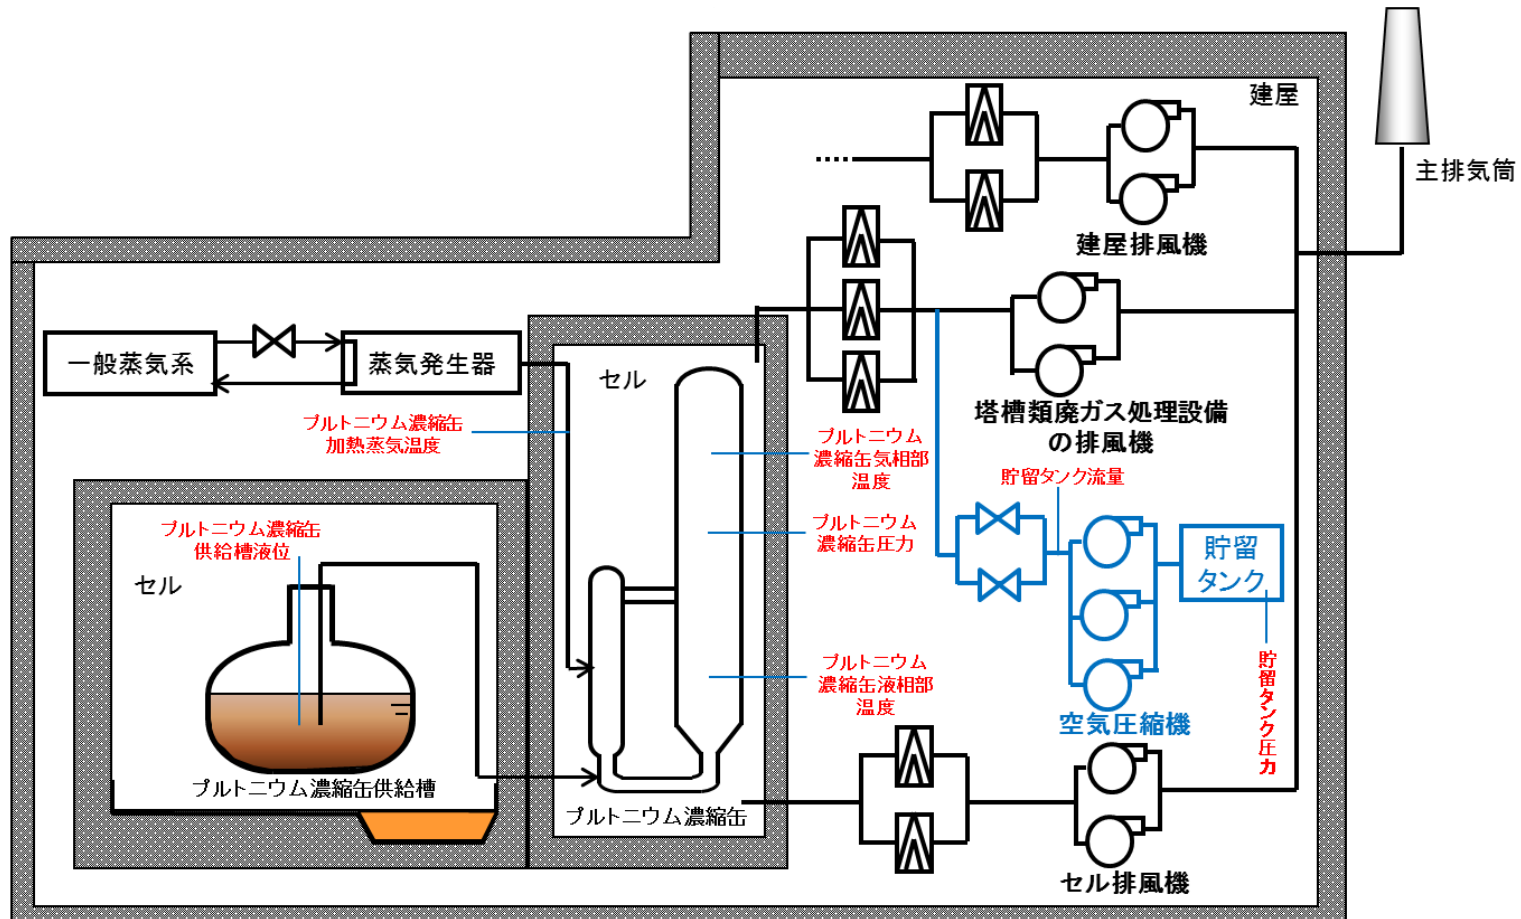 建屋
主排気筒
建屋排風機
一般蒸気系
蒸気発生器
セル
プルトニウム濃縮缶
加熱蒸気温度
塔槽類廃ガス処理設備
の排風機
プルトニウム
濃縮缶気相部
温度
貯留タンク流量
プルトニウム
濃縮缶圧力
貯留
タンク
プルトニウム濃縮缶
供給槽液位
セル
プルトニウム
濃縮缶液相部
温度
貯留タンク圧力
空気圧縮機
プルトニウム濃縮缶供給槽
プルトニウム濃縮缶
セル排風機